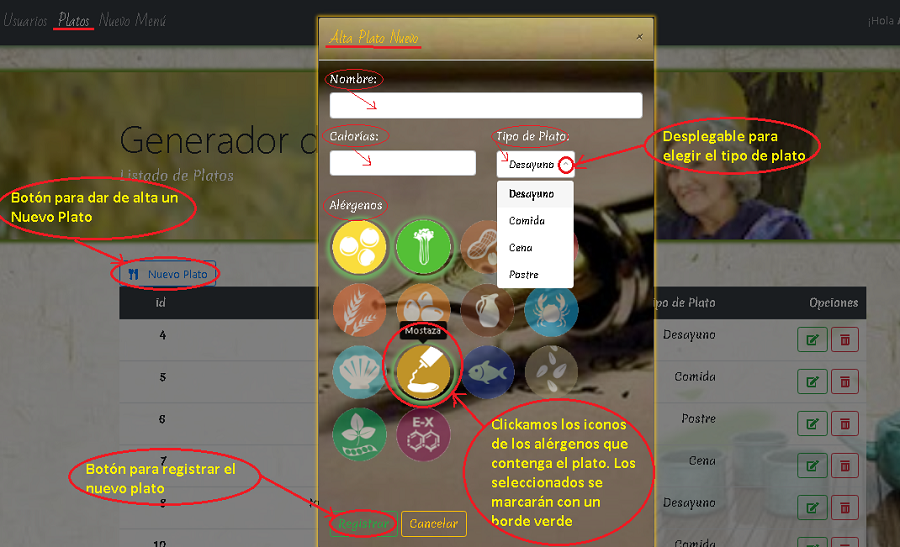 Usuarios Platos Nuevo Menú
¡Hola
Alta Plato Nuevo
×
Nombre:
Generador
Calorías:
Tipo de Plato:
Desplegable para
elegir el tipo de plato
Listado de Platos
Desayuno
Botón para dar de alta un
Nuevo Plato
Desayuno
Alérgenos
Comida
Cena
Postre
Nuevo Plato
id
po de Plato
Opciones
Mostaza
4
Desayuno
5
Comida
Clickamos los iconos
de los alérgenos que
contenga el plato. Los
seleccionados se
marcarán con un
borde verde
6
Postre
E-X
Botón para registrar el
nuevo plato
7
Cena
8
Desayuno
Registrar
Cancelar
10
Comida